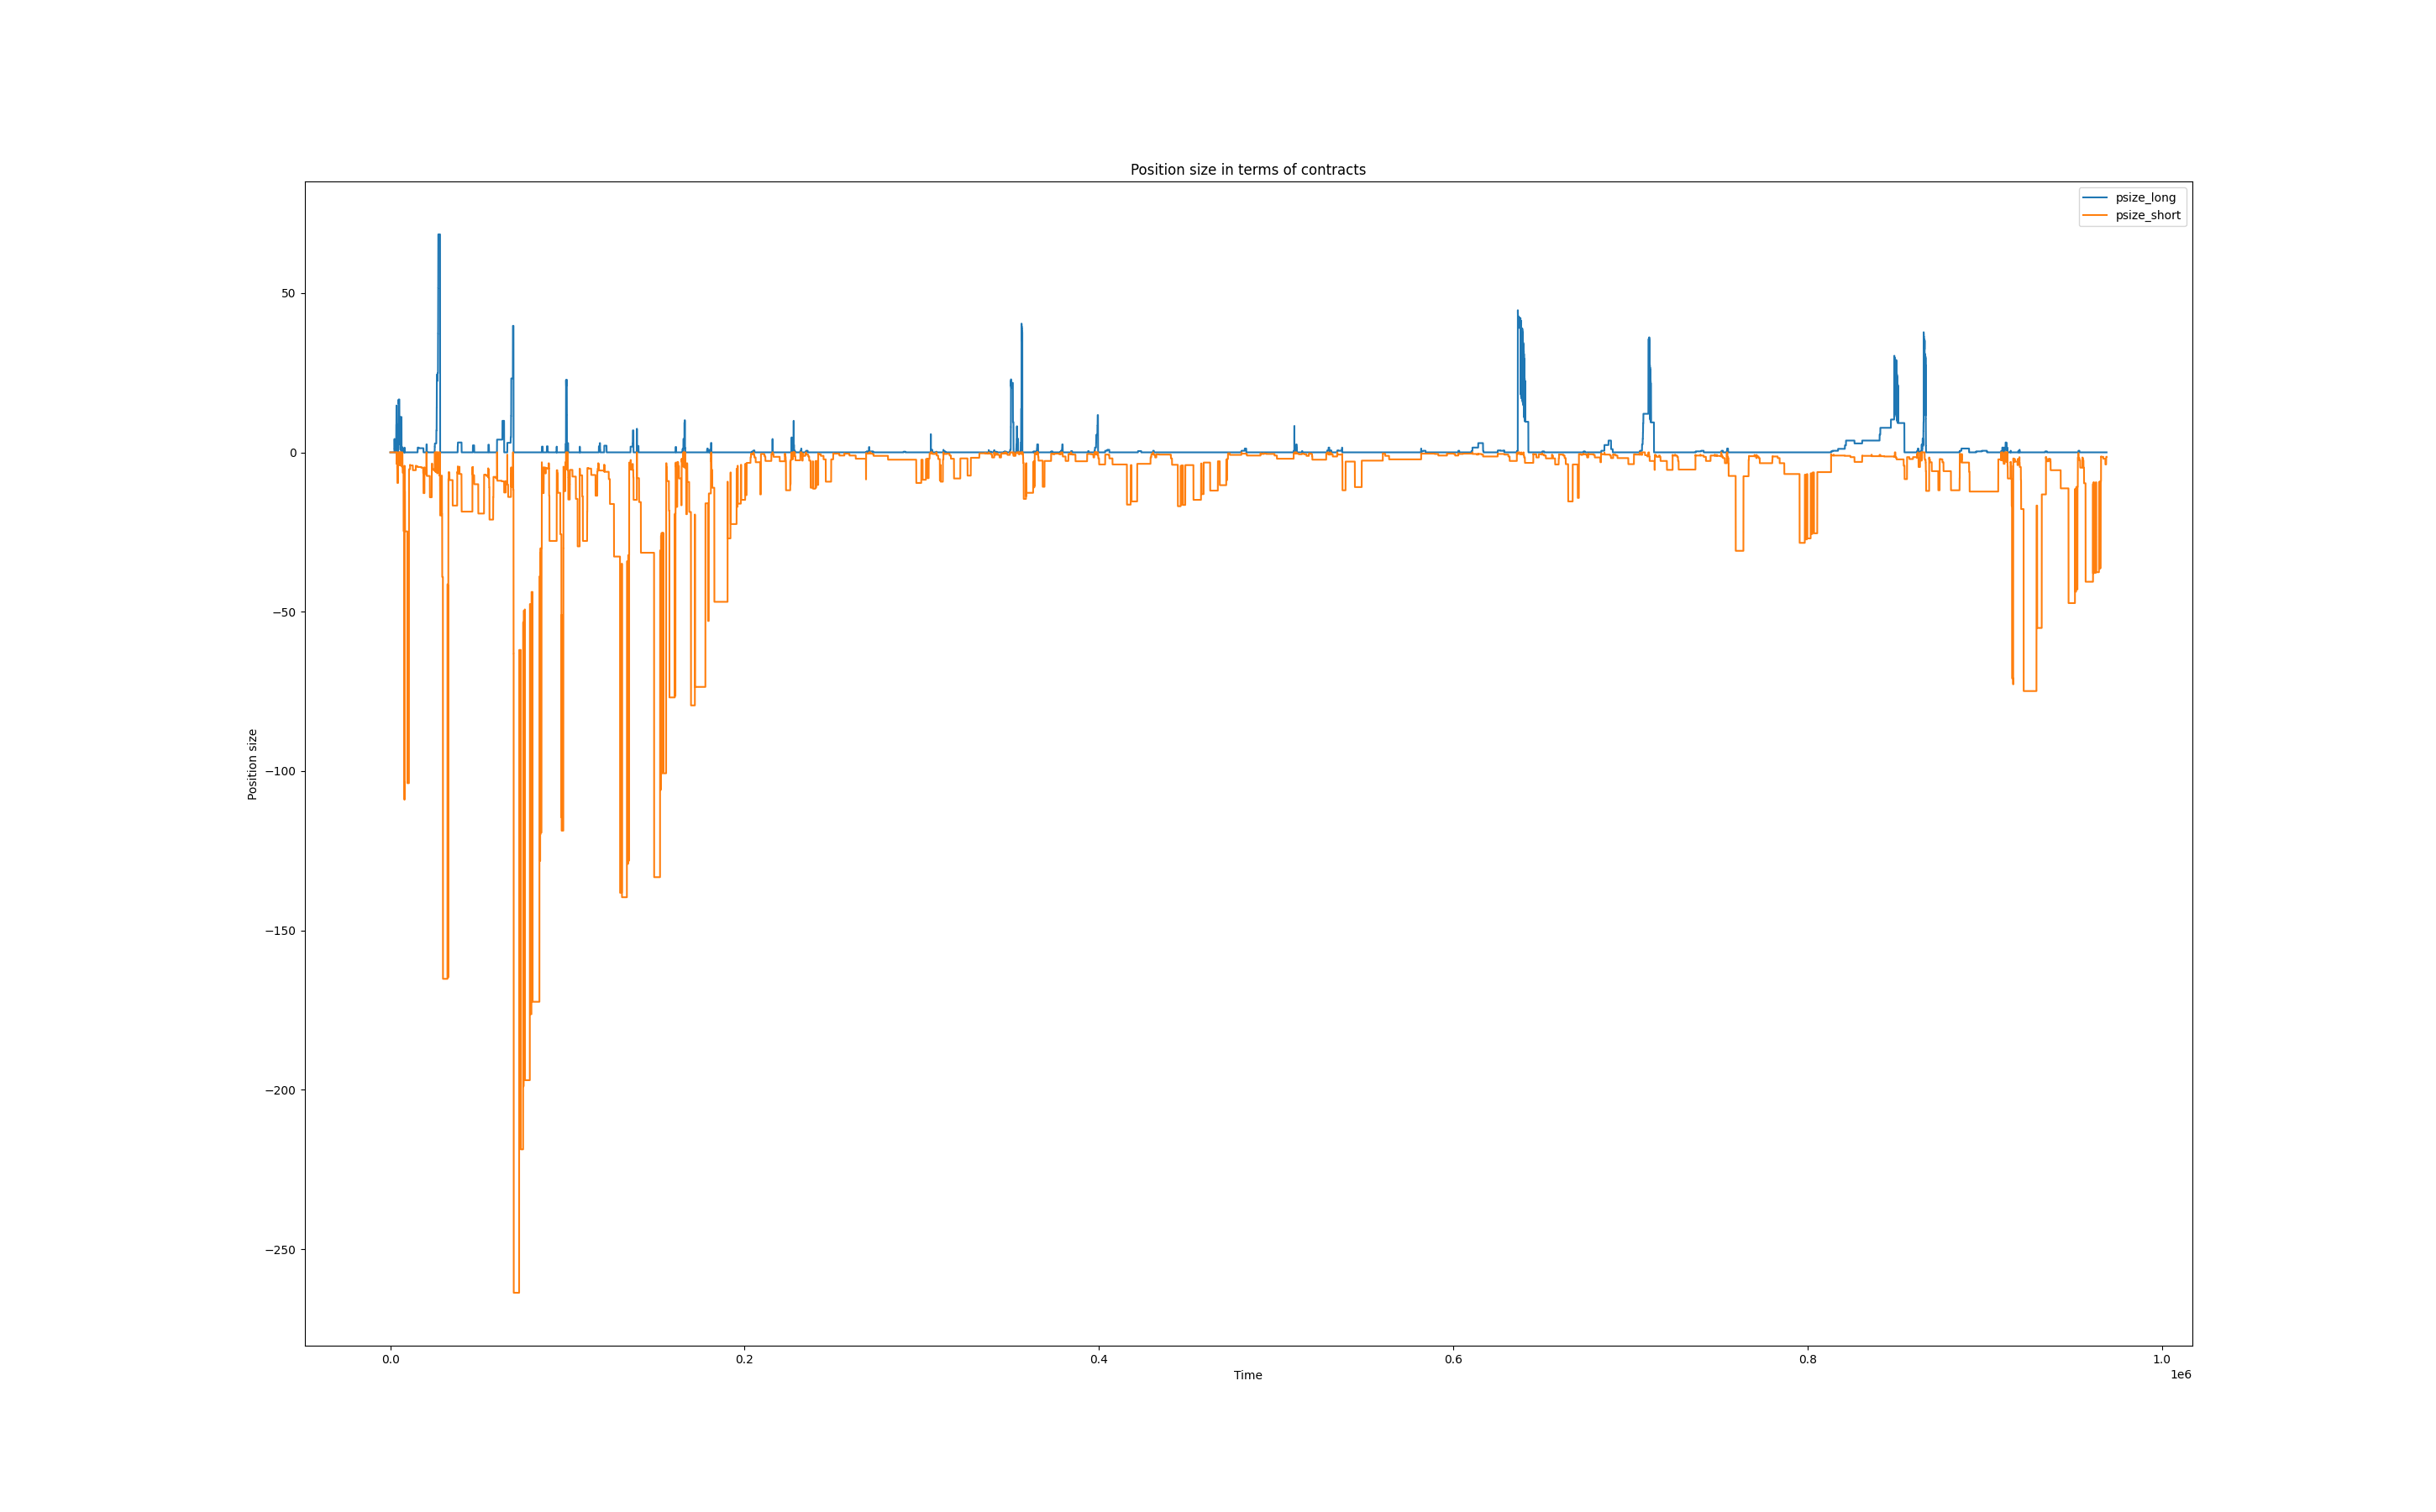 Position size in terms of contracts
psize_long
psize_short
50
0
−50
−100
−150
−200
−250
Position size
0.0
0.2
0.4
0.6
0.8
1.0
Time
1e6